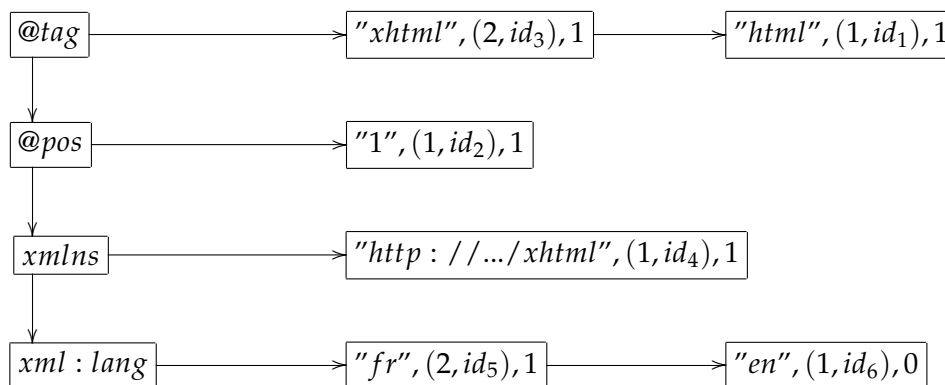 @tag "xhtml", (2, id₃), 1 "html", (1, id₁), 1
@pos "1", (1, id₂), 1
xmlns "http : //.../xhtml", (1, id₄), 1
xml : lang "fr", (2, id₅), 1 "en", (1, id₆), 0